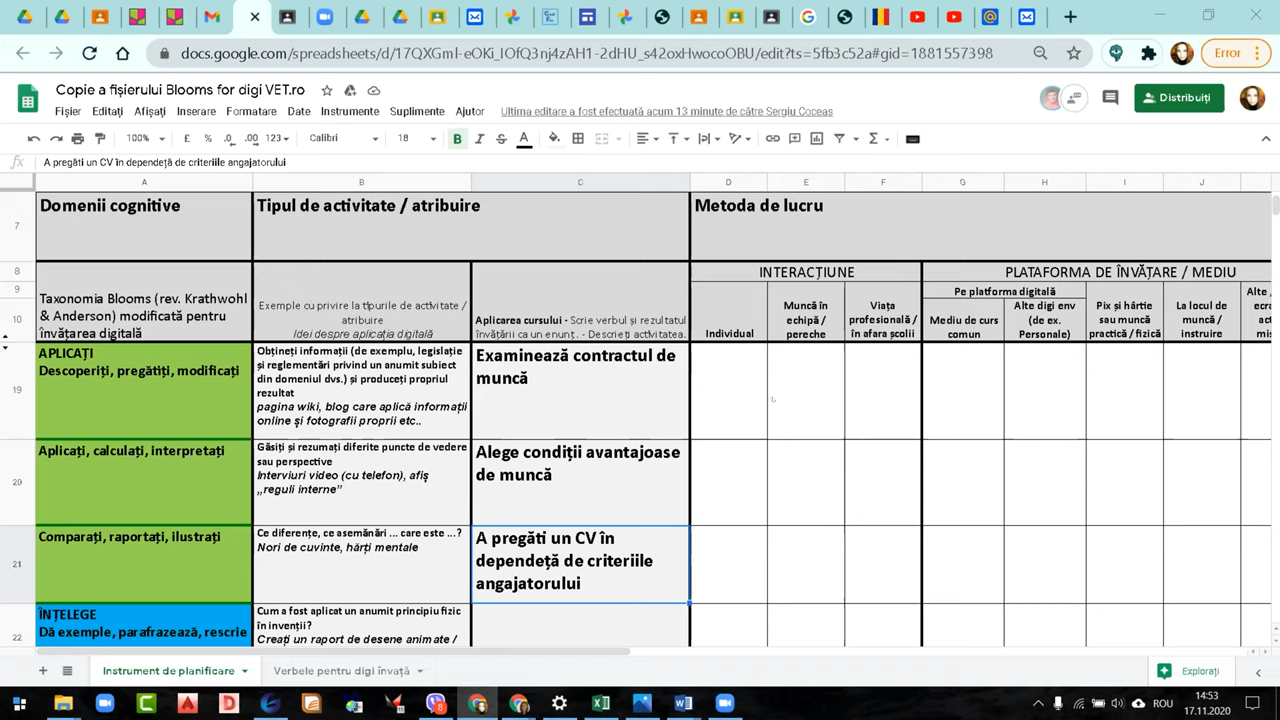 docs.google.com/spreadsheets/d/17QXGml-eOKi_IOfQ3nj4zAH1-2dHU_s42oxHwocoOBU/edit?ts=5fb3c52a#gid=1881557398
Error
Copie a fișierului Blooms for digi VET.ro
Fișier Editați Afișați Inserare Formatare Date Instrumente Suplimente Ajutor Ultima editare a fost efectuată acum 13 minute de către Sergiu Coceas
Distribuiți
100% £ % .0 .00 123 Calibri 18 B I S A
fx A pregăti un CV în dependeță de criteriile angajatorului
A B C D E F G H I J
7
Domenii cognitive
Tipul de activitate / atribuire
Metoda de lucru
8
INTERACȚIUNE
PLATAFORMA DE ÎNVĂȚARE / MEDIU
9
Pe platforma digitală
10
Taxonomia Blooms (rev. Krathwohl
& Anderson) modificată pentru
învățarea digitală
Exemple cu privire la tipurile de activitate /
atribuire
Idei despre aplicația digitală
Aplicarea cursului - Scrie verbul și rezultatul
învățării ca un enunț. - Descrieți activitatea.
Individual
Muncă în
echipă /
pereche
Viața
profesională /
în afara școlii
Mediu de curs
comun
Alte digi env
(de ex.
Personale)
Pix și hârtie
sau muncă
practică / fizică
La locul de
muncă /
instruire
Alte
19
APLICAȚI
Descoperiți, pregătiți, modificați
Obțineți informații (de exemplu, legislație
și reglementări privind un anumit subiect
din domeniul dvs.) și produceți propriul
rezultat
pagina wiki, blog care aplică informații
online și fotografii proprii etc..
Examinează contractul de
muncă
20
Aplicați, calculați, interpretați
Găsiți și rezumați diferite puncte de vedere
sau perspective
Interviuri video (cu telefon), afiș
„reguli interne”
Alege condiții avantajoase
de muncă
21
Comparați, raportați, ilustrați
Ce diferențe, ce asemănări ... care este ...?
Nori de cuvinte, hărți mentale
A pregăti un CV în
dependeță de criteriile
angajatorului
22
ÎNȚELEGE
Dă exemple, parafrazează, rescrie
Cum a fost aplicat un anumit principiu fizic
în invenții?
Creați un raport de desene animate /
Instrument de planificare
Verbele pentru digi învață
Explorați
ROU
14:53
17.11.2020